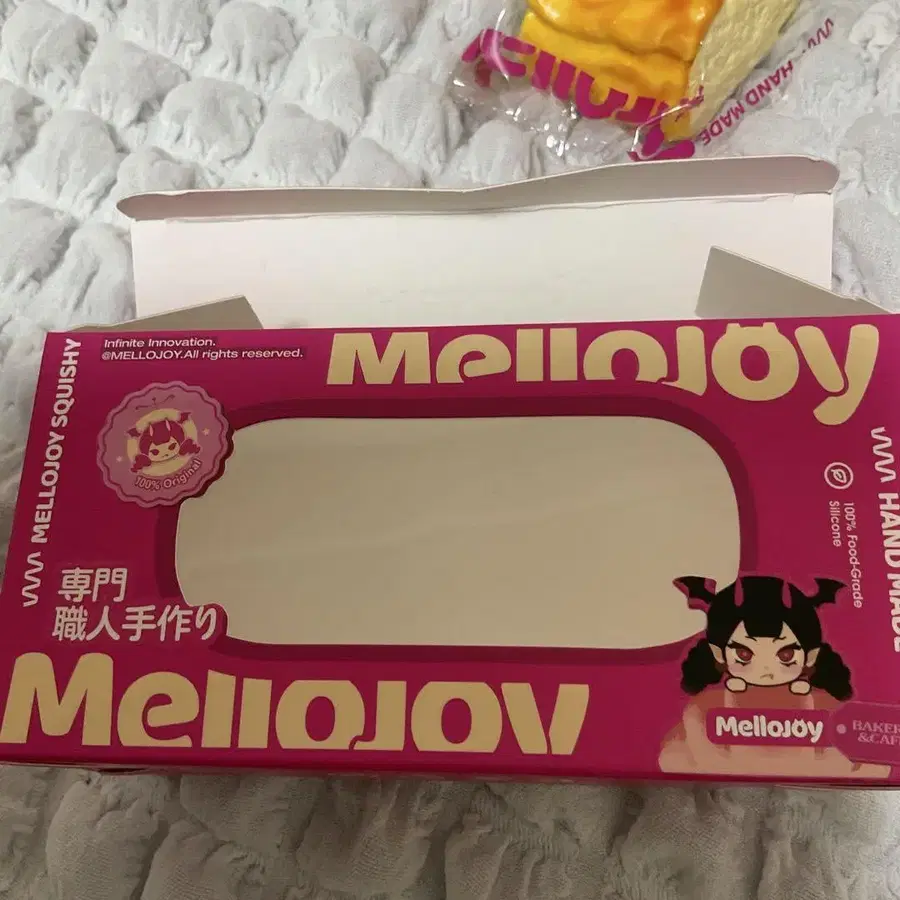 HAND MADE
Infinite Innovation.
@MELLOJOY.All rights reserved.
Mellojoy
MELLOJOY SQUISHY
100% Original
100% Food-Grade
Silicone
HAND MADE
専門
職人手作り
Mellojoy
Mellojoy